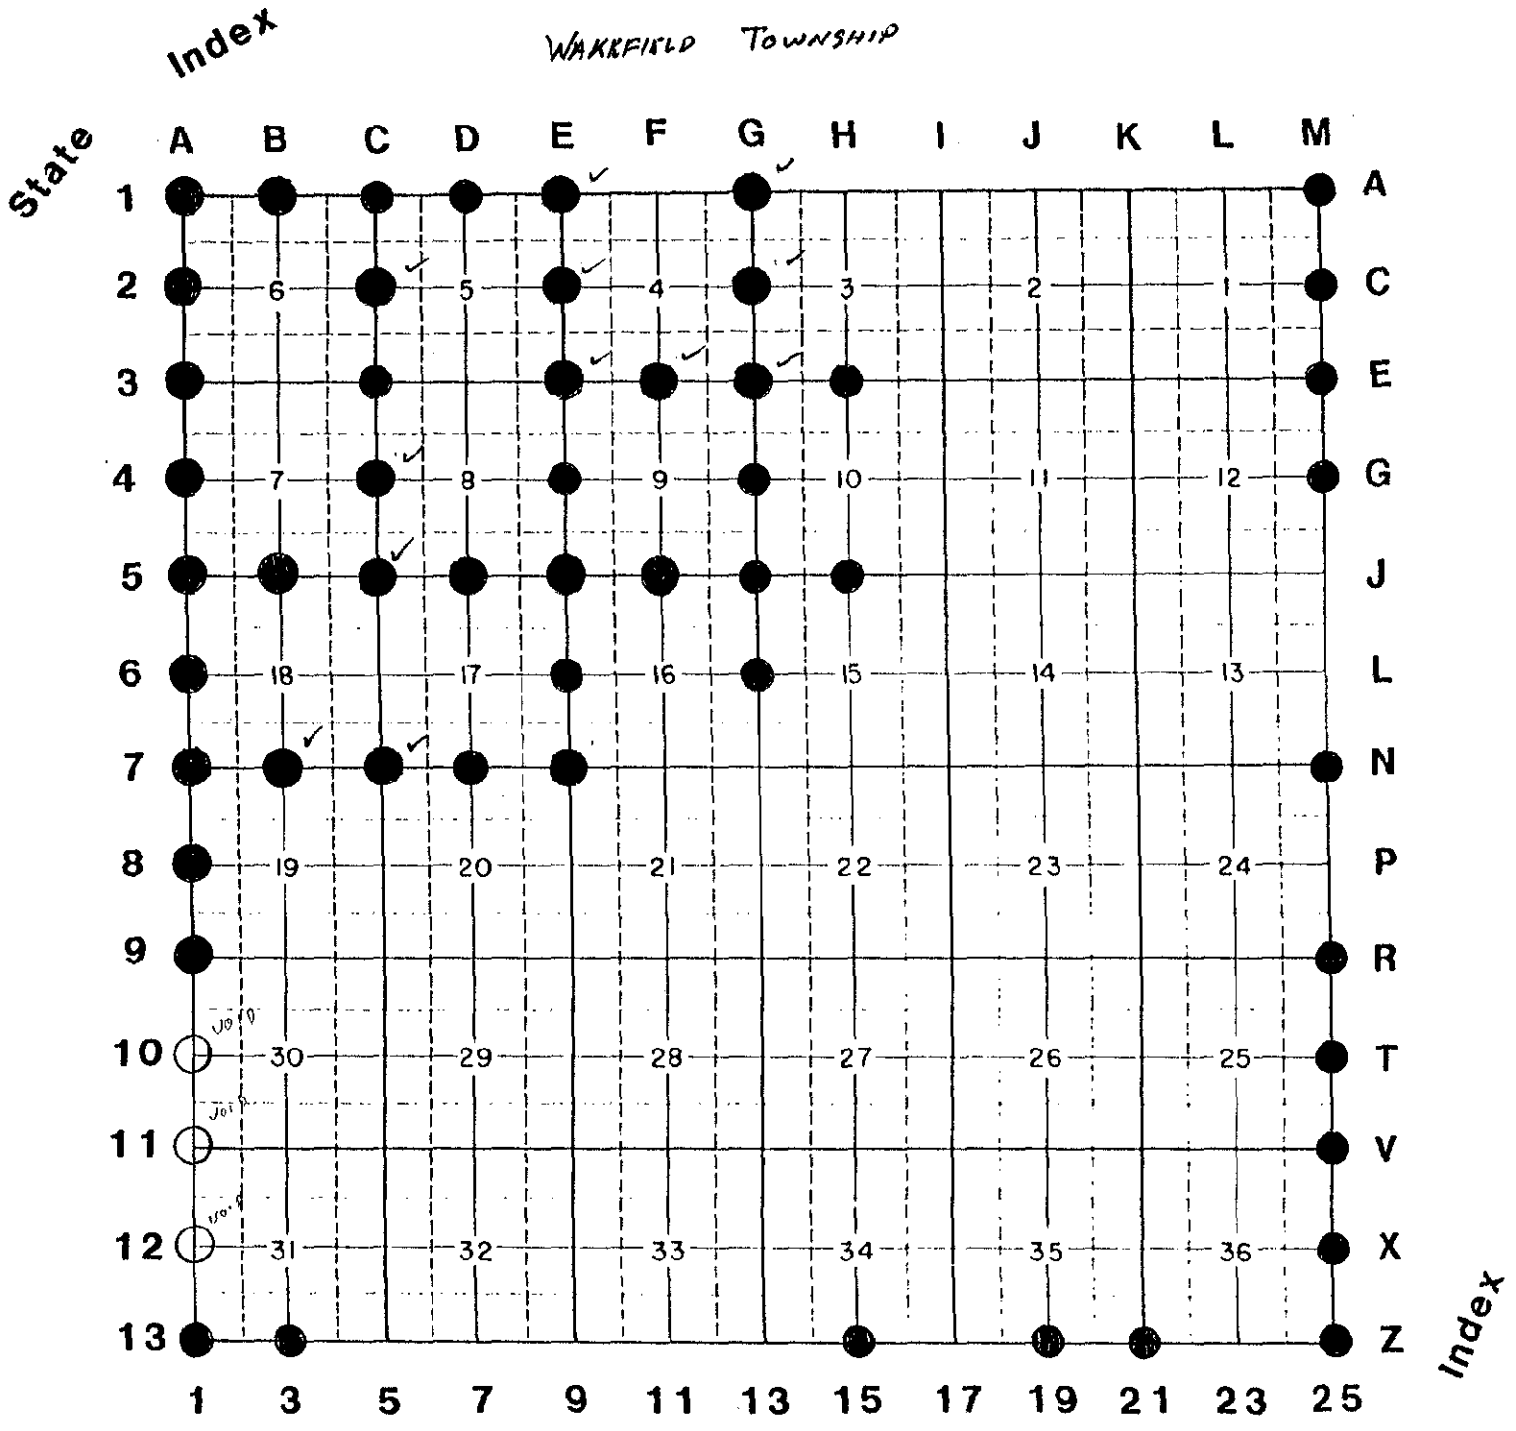 Index
WAKEFIELD TOWNSHIP
State
A B C D E F G H I J K L M
1 A
2 6 5 4 3 2 1 C
3 E
4 7 8 9 10 11 12 G
5 J
6 18 17 16 15 14 13 L
7 N
8 19 20 21 22 23 24 P
9 R
void
10 30 29 28 27 26 25 T
void
11 V
void
12 31 32 33 34 35 36 X
13 Z
Index
1 3 5 7 9 11 13 15 17 19 21 23 25